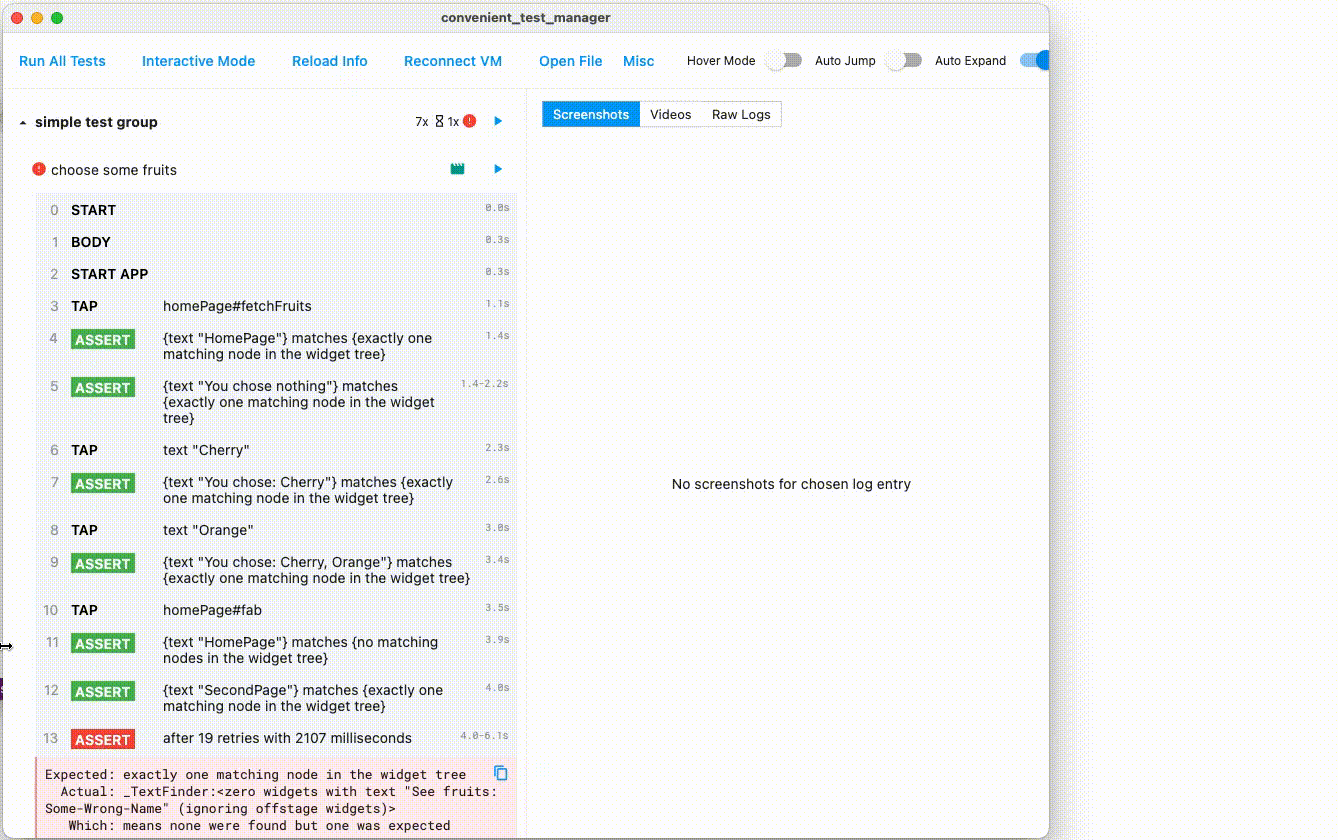 convenient_test_manager
Run All Tests Interactive Mode Reload Info Reconnect VM Open File Misc Hover Mode Auto Jump Auto Expand
simple test group 7x 1x
Screenshots Videos Raw Logs
choose some fruits
0 START 0.0s
1 BODY 0.3s
2 START APP 0.3s
3 TAP homePage#fetchFruits 1.1s
4 ASSERT {text "HomePage"} matches {exactly one 1.4s
matching node in the widget tree}
5 ASSERT {text "You chose nothing"} matches 1.4-2.2s
{exactly one matching node in the widget
tree}
6 TAP text "Cherry" 2.3s
7 ASSERT {text "You chose: Cherry"} matches {exactly 2.6s
one matching node in the widget tree}
No screenshots for chosen log entry
8 TAP text "Orange" 3.0s
9 ASSERT {text "You chose: Cherry, Orange"} matches 3.4s
{exactly one matching node in the widget tree}
10 TAP homePage#fab 3.5s
11 ASSERT {text "HomePage"} matches {no matching 3.9s
nodes in the widget tree}
12 ASSERT {text "SecondPage"} matches {exactly one 4.0s
matching node in the widget tree}
13 ASSERT after 19 retries with 2107 milliseconds 4.0-6.1s
Expected: exactly one matching node in the widget tree
Actual: _TextFinder:<zero widgets with text "See fruits:
Some-Wrong-Name" (ignoring offstage widgets)>
Which: means none were found but one was expected